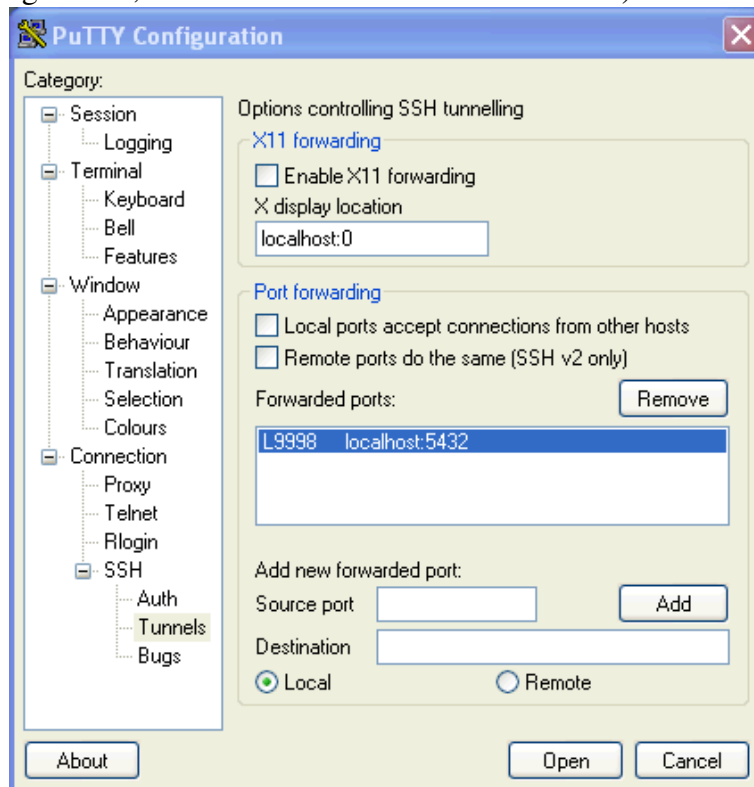 PuTTY Configuration
Category:
Session
Logging
Terminal
Keyboard
Bell
Features
Window
Appearance
Behaviour
Translation
Selection
Colours
Connection
Proxy
Telnet
Rlogin
SSH
Auth
Tunnels
Bugs
Options controlling SSH tunnelling
X11 forwarding
Enable X11 forwarding
X display location
localhost:0
Port forwarding
Local ports accept connections from other hosts
Remote ports do the same (SSH v2 only)
Forwarded ports:
Remove
L9998 localhost:5432
Add new forwarded port:
Source port
Add
Destination
Local Remote
About Open Cancel